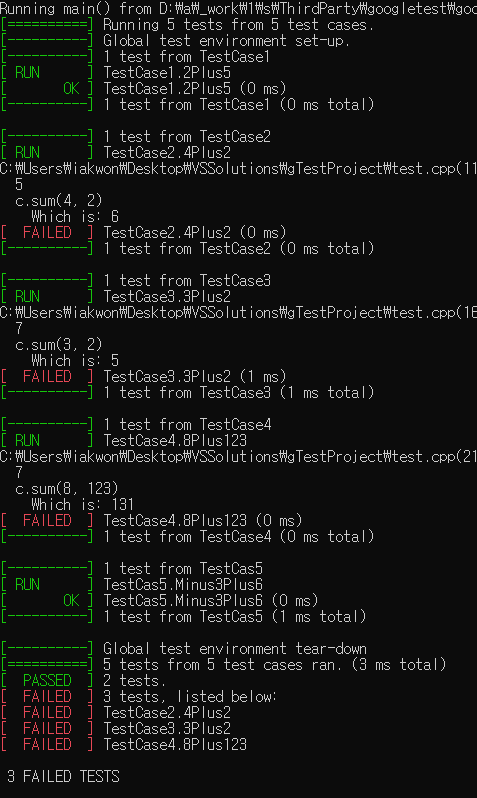 Running main() from D:₩a₩_work₩1₩s₩ThirdParty₩googletest₩goo
[==========] Running 5 tests from 5 test cases.
[----------] Global test environment set-up.
[----------] 1 test from TestCase1
[ RUN      ] TestCase1.2Plus5
[       OK ] TestCase1.2Plus5 (0 ms)
[----------] 1 test from TestCase1 (0 ms total)
[----------] 1 test from TestCase2
[ RUN      ] TestCase2.4Plus2
C:₩Users₩iakwon₩Desktop₩VSSolutions₩gTestProject₩test.cpp(11
  5
  c.sum(4, 2)
    Which is: 6
[  FAILED  ] TestCase2.4Plus2 (0 ms)
[----------] 1 test from TestCase2 (0 ms total)
[----------] 1 test from TestCase3
[ RUN      ] TestCase3.3Plus2
C:₩Users₩iakwon₩Desktop₩VSSolutions₩gTestProject₩test.cpp(16
  7
  c.sum(3, 2)
    Which is: 5
[  FAILED  ] TestCase3.3Plus2 (1 ms)
[----------] 1 test from TestCase3 (1 ms total)
[----------] 1 test from TestCase4
[ RUN      ] TestCase4.8Plus123
C:₩Users₩iakwon₩Desktop₩VSSolutions₩gTestProject₩test.cpp(21
  7
  c.sum(8, 123)
    Which is: 131
[  FAILED  ] TestCase4.8Plus123 (0 ms)
[----------] 1 test from TestCase4 (0 ms total)
[----------] 1 test from TestCas5
[ RUN      ] TestCas5.Minus3Plus6
[       OK ] TestCas5.Minus3Plus6 (0 ms)
[----------] 1 test from TestCas5 (1 ms total)
[----------] Global test environment tear-down
[==========] 5 tests from 5 test cases ran. (3 ms total)
[  PASSED  ] 2 tests.
[  FAILED  ] 3 tests, listed below:
[  FAILED  ] TestCase2.4Plus2
[  FAILED  ] TestCase3.3Plus2
[  FAILED  ] TestCase4.8Plus123
 3 FAILED TESTS